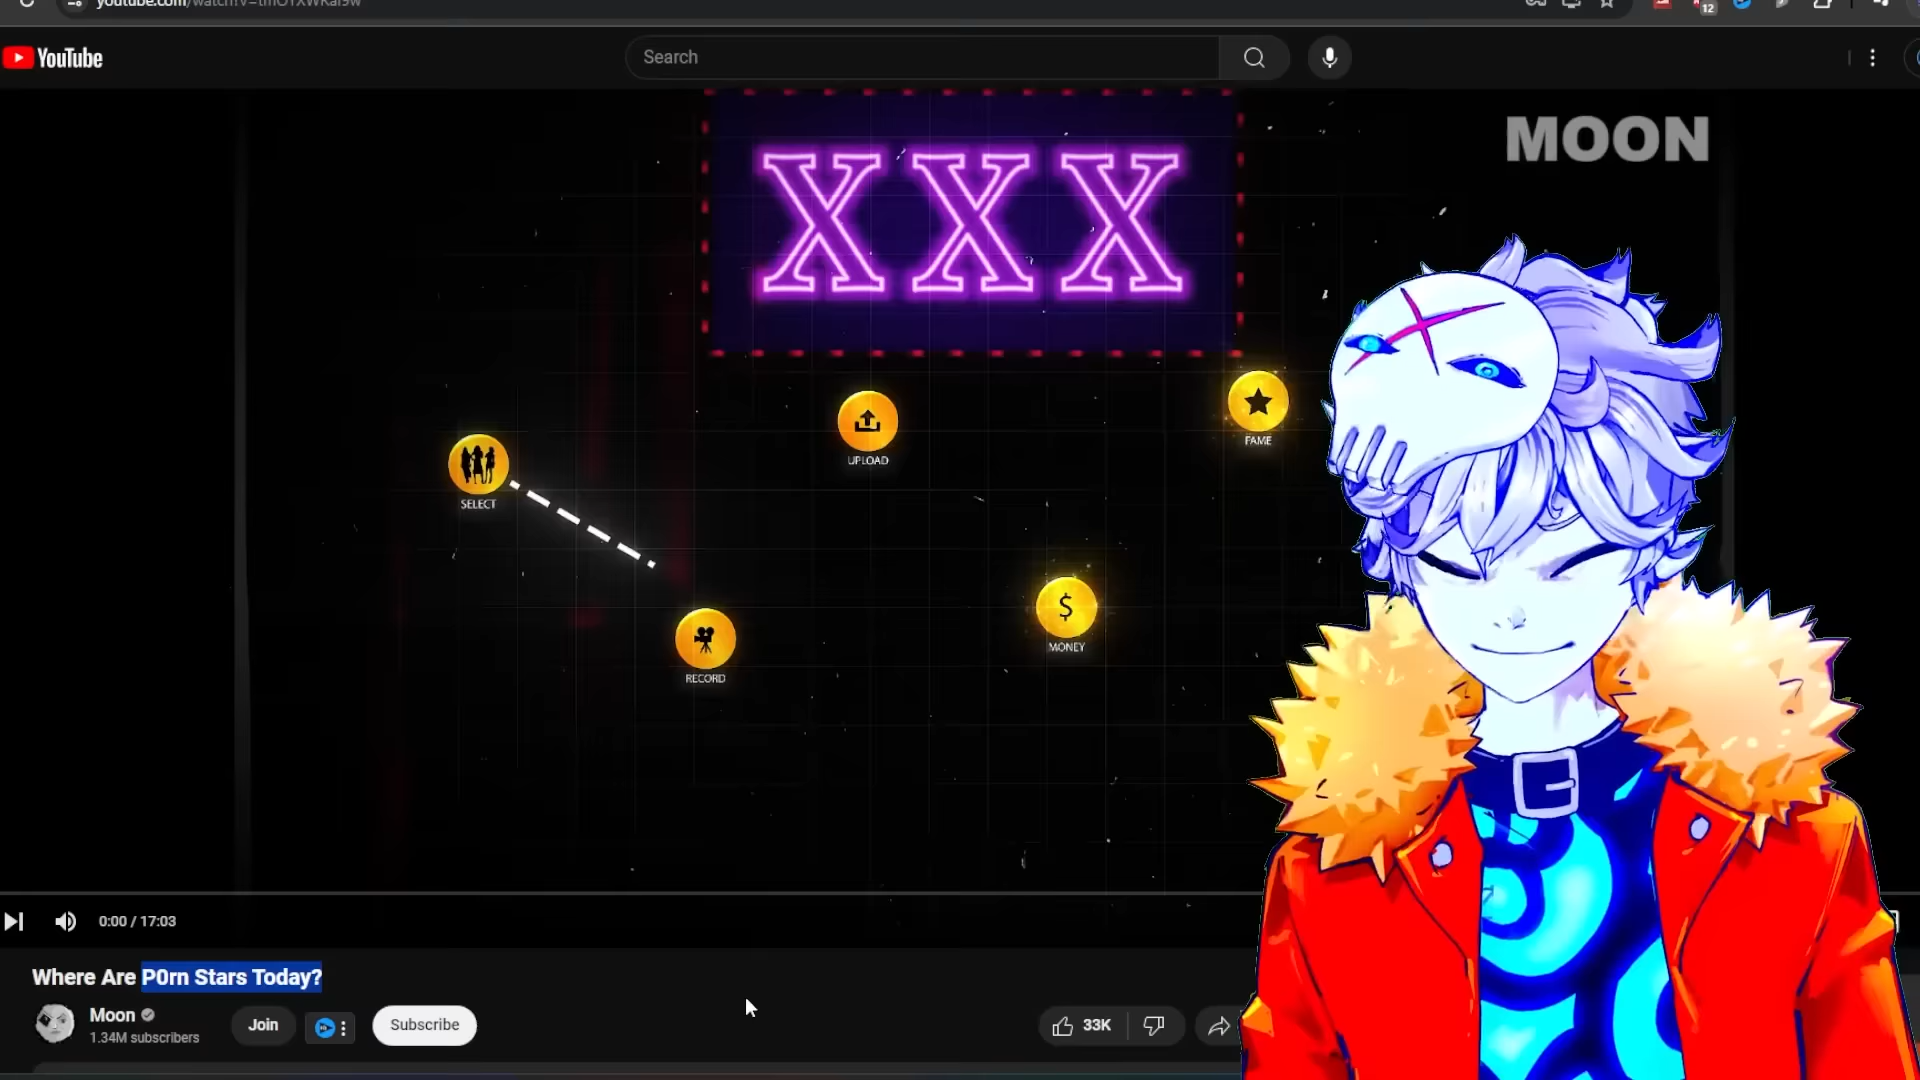 12
YouTube
Search
XXX
MOON
FAME
UPLOAD
SELECT
$
MONEY
RECORD
0:00 / 17:03
Where Are P0rn Stars Today?
Moon
1.34M subscribers
Join
Subscribe
33K